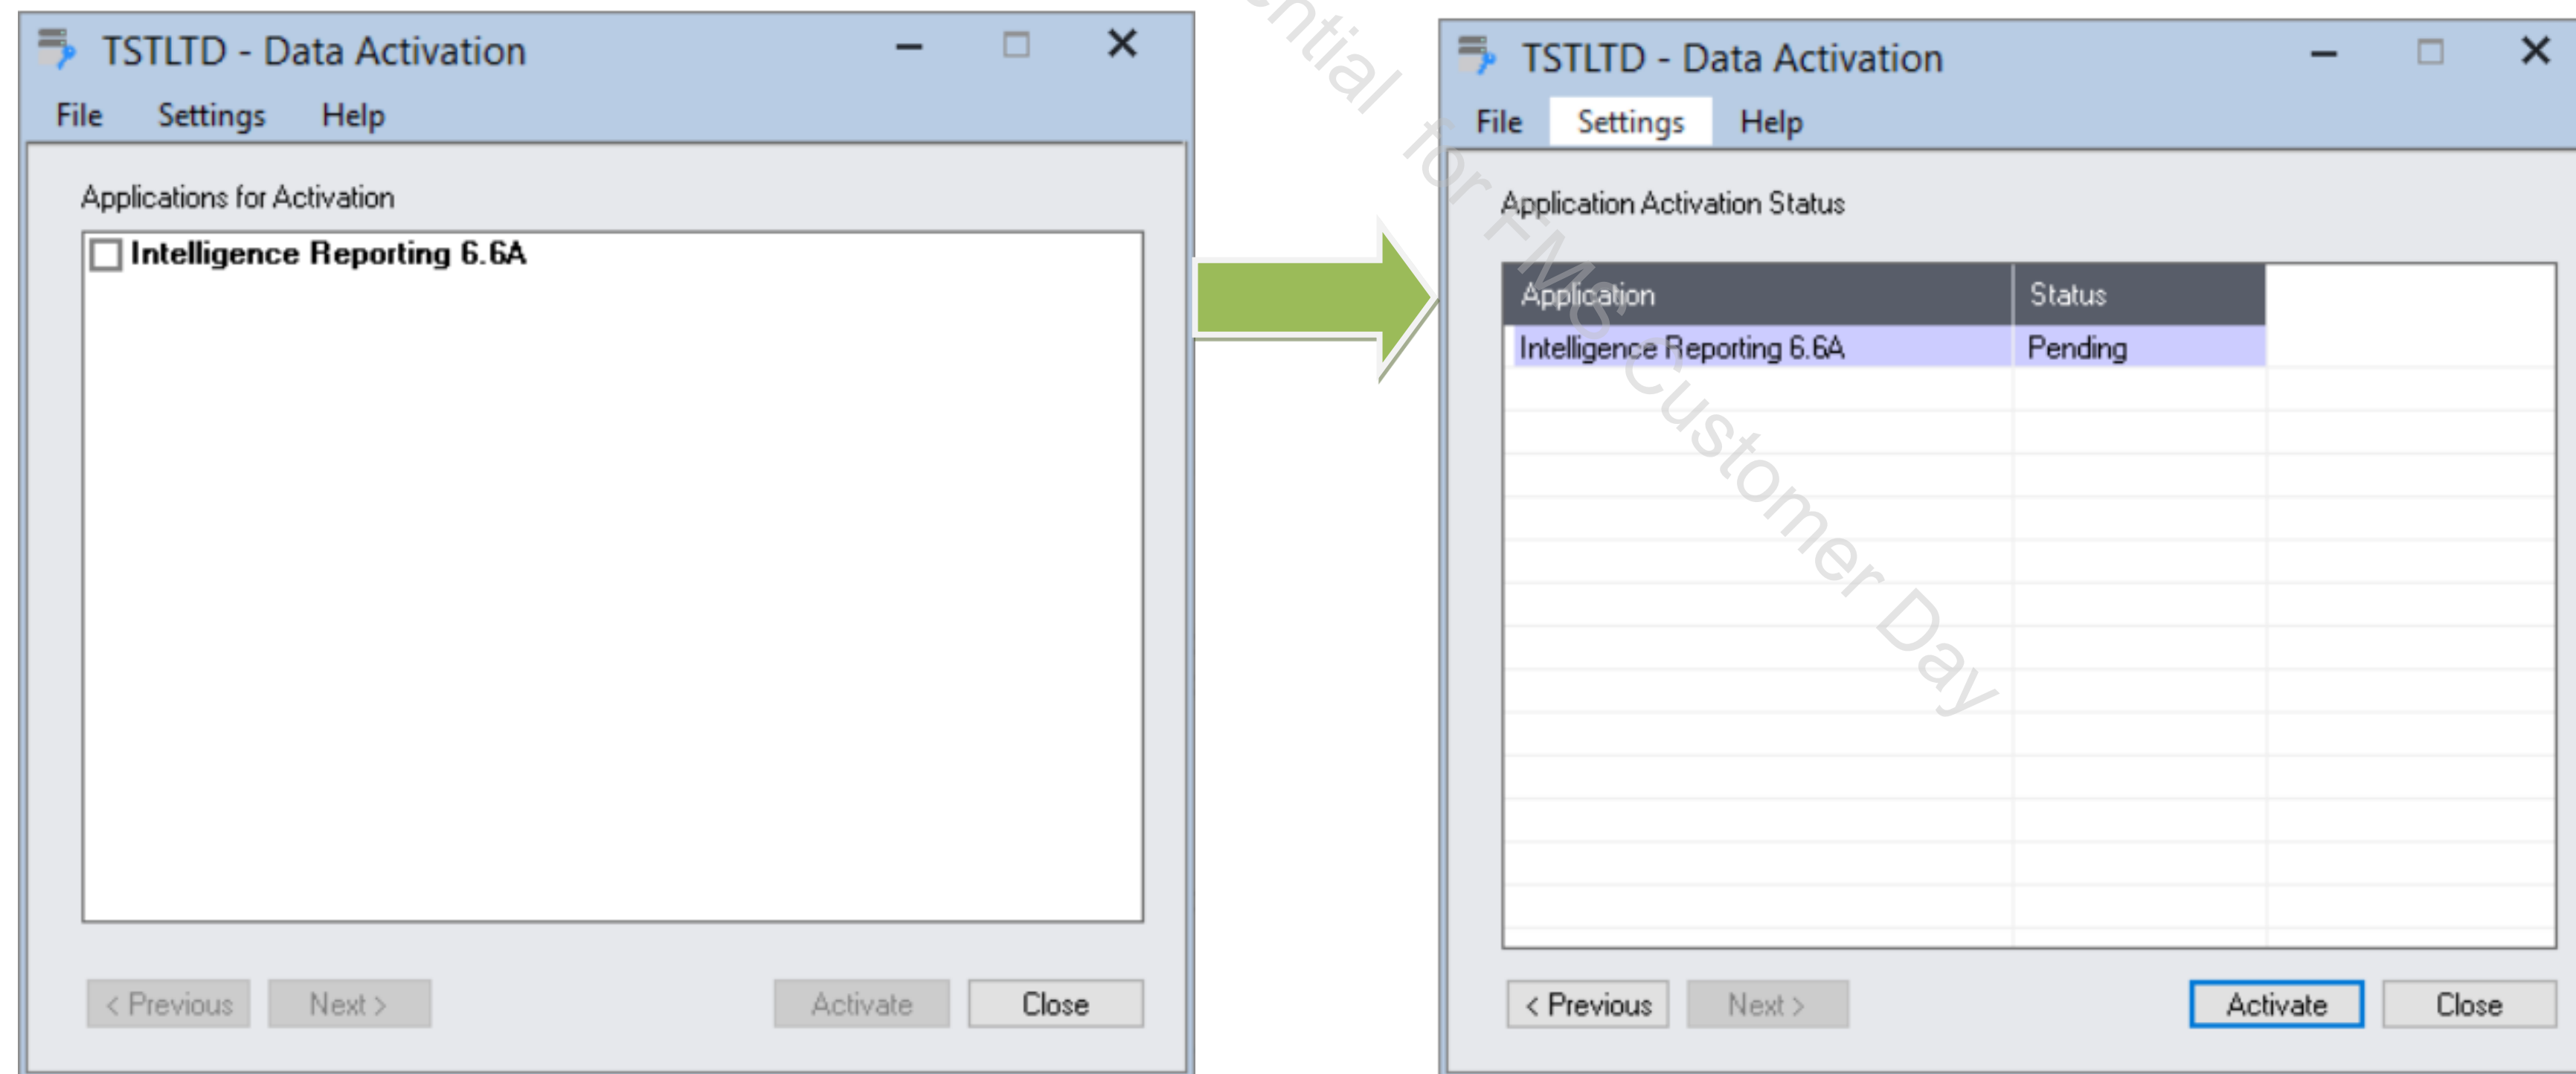 TSTLTD - Data Activation
File Settings Help
Applications for Activation
Intelligence Reporting 6.6A
< Previous Next > Activate Close
TSTLTD - Data Activation
File Settings Help
Application Activation Status
Application Status
Intelligence Reporting 6.6A Pending
< Previous Next > Activate Close
for FMs Customer Day